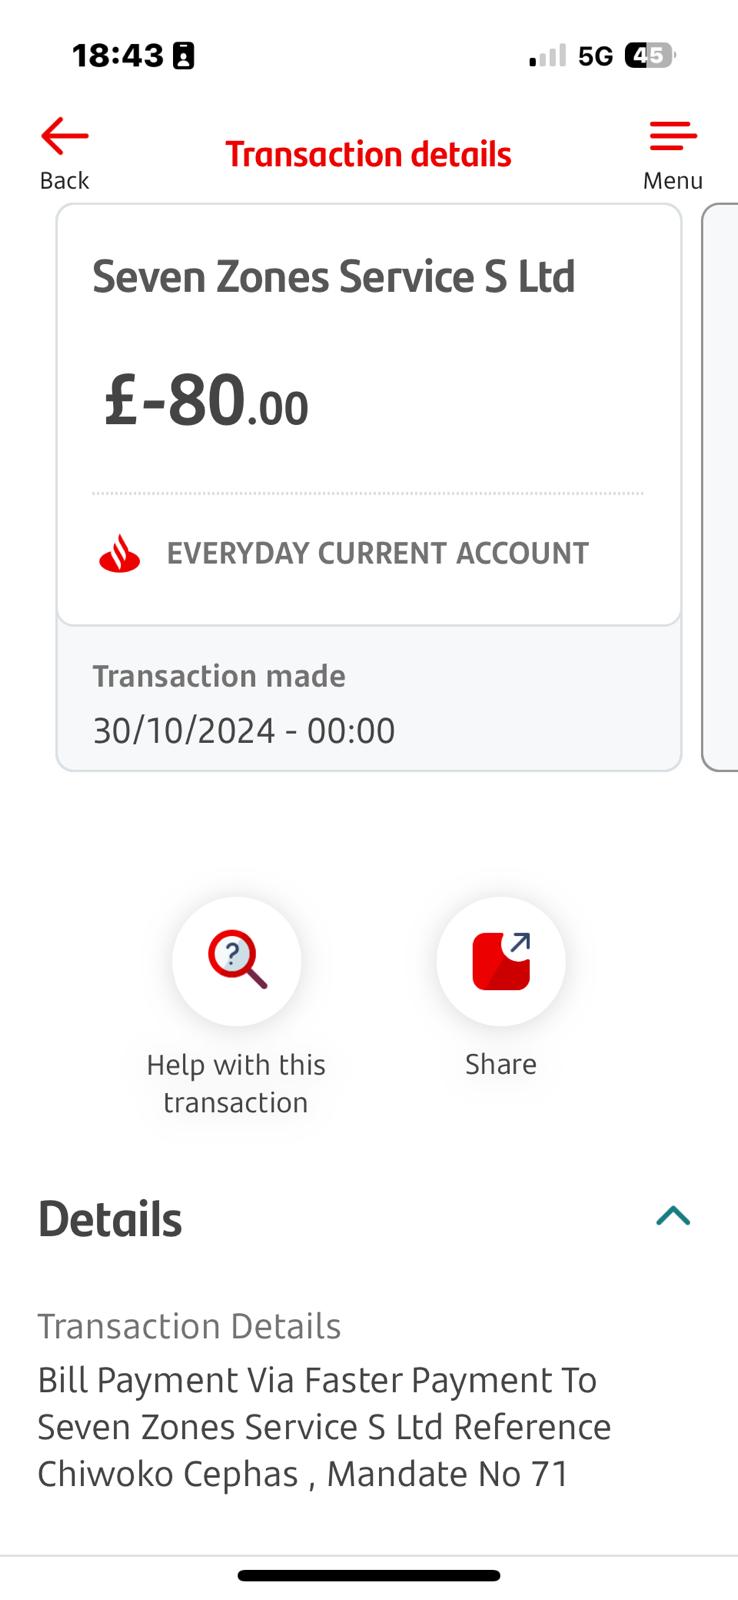 18:43 5G 45
Back Transaction details Menu
Seven Zones Service S Ltd
£-80.00
EVERYDAY CURRENT ACCOUNT
Transaction made
30/10/2024 - 00:00
?
Help with this
transaction
Share
Details
Transaction Details
Bill Payment Via Faster Payment To
Seven Zones Service S Ltd Reference
Chiwoko Cephas , Mandate No 71